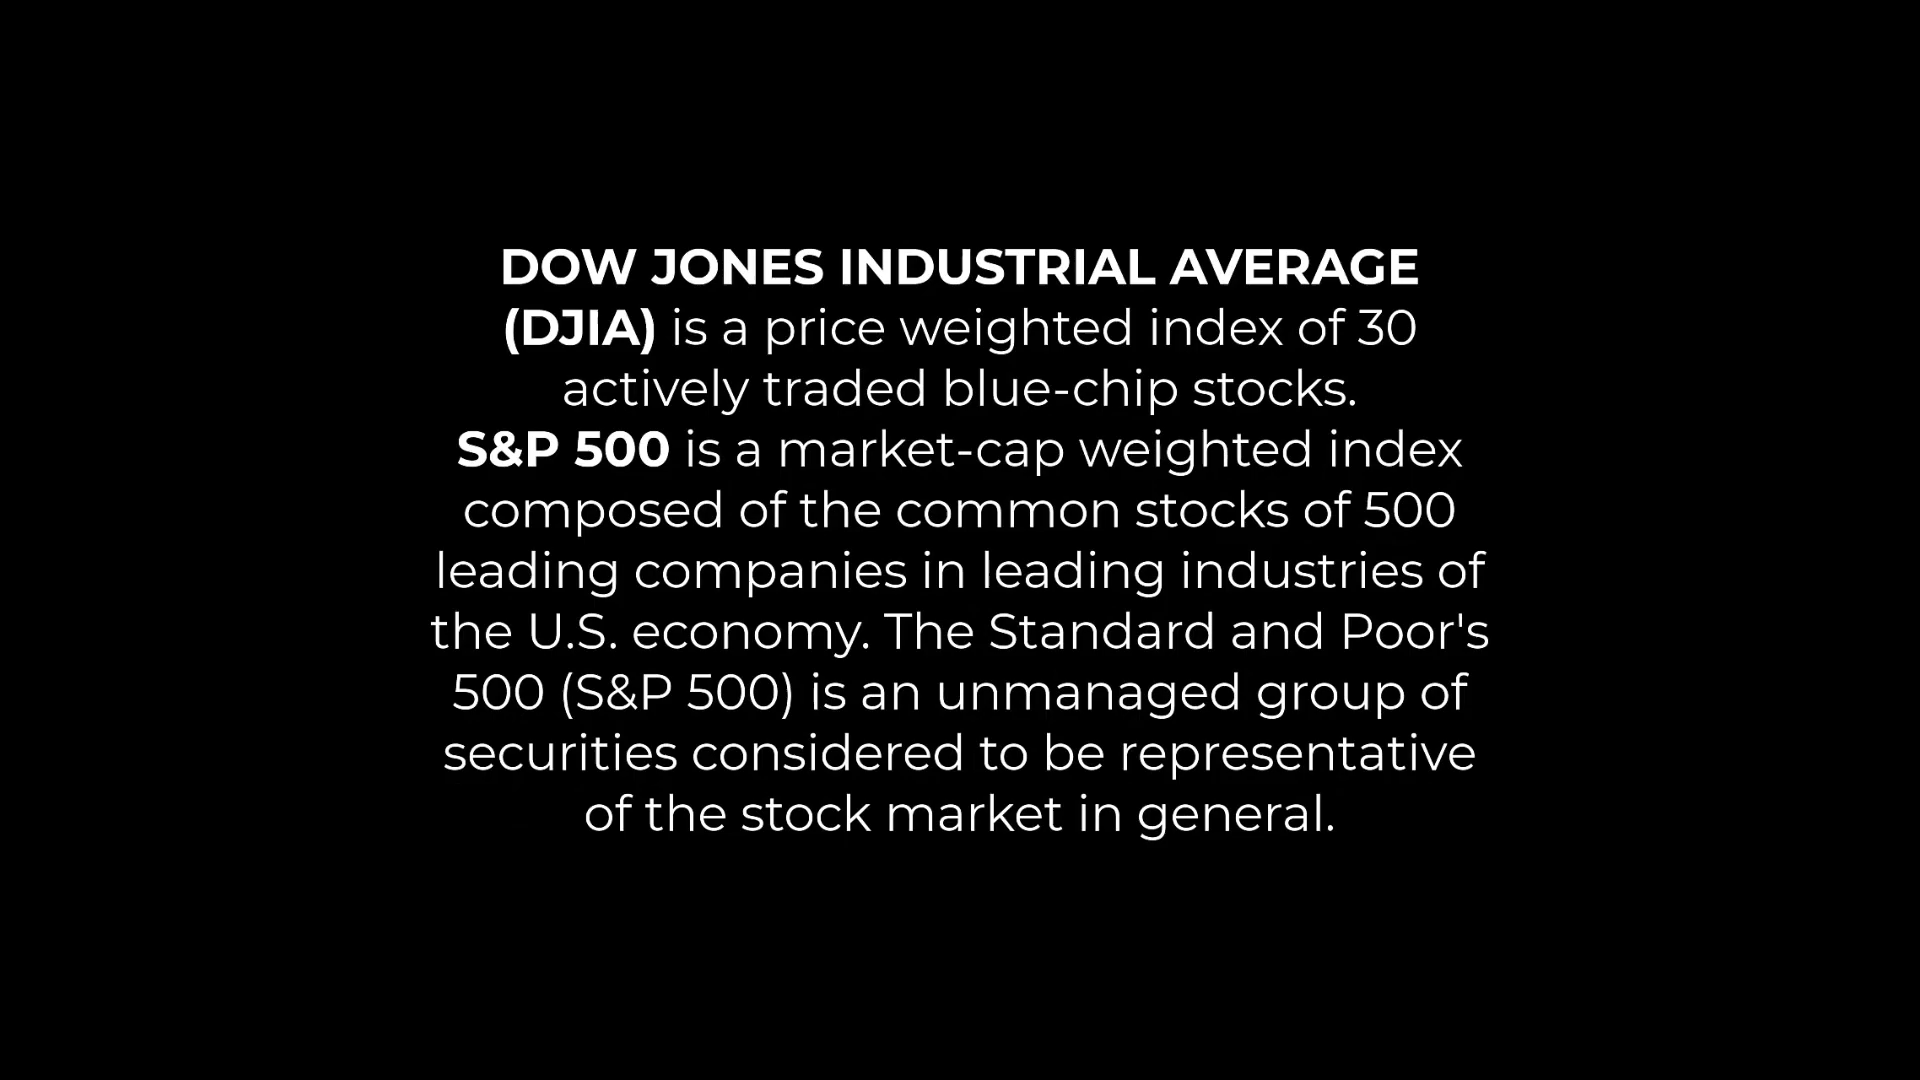 DOW JONES INDUSTRIAL AVERAGE
(DJIA) is a price weighted index of 30
actively traded blue-chip stocks.
S&P 500 is a market-cap weighted index
composed of the common stocks of 500
leading companies in leading industries of
the U.S. economy. The Standard and Poor's
500 (S&P 500) is an unmanaged group of
securities considered to be representative
of the stock market in general.